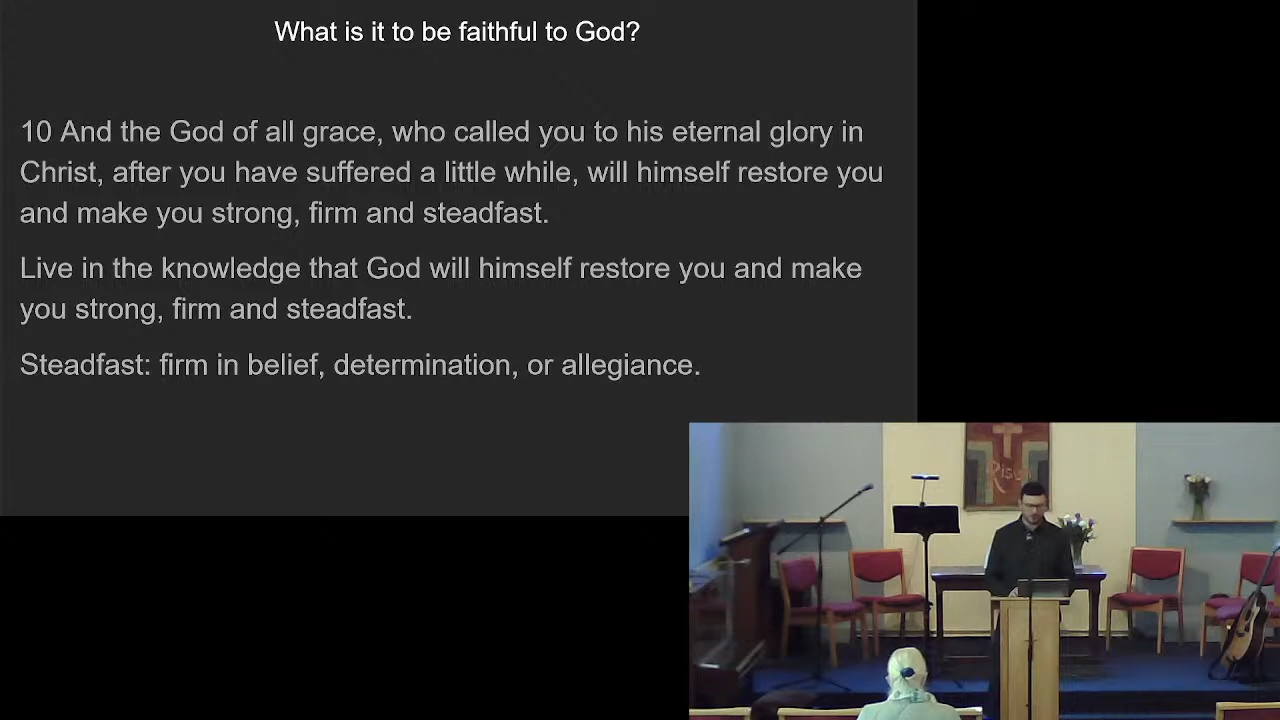 What is it to be faithful to God?
10 And the God of all grace, who called you to his eternal glory in
Christ, after you have suffered a little while, will himself restore you
and make you strong, firm and steadfast.
Live in the knowledge that God will himself restore you and make
you strong, firm and steadfast.
Steadfast: firm in belief, determination, or allegiance.
Risen